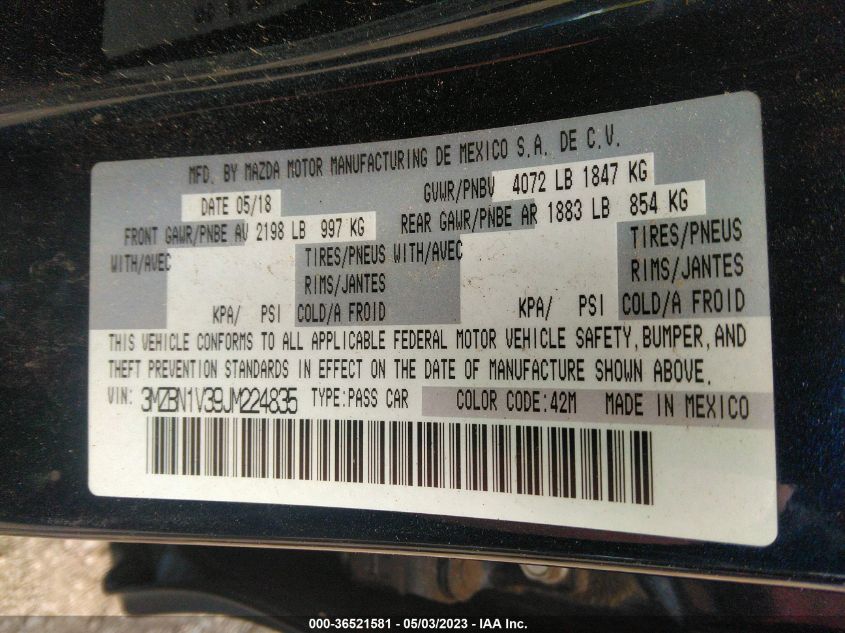 MFD. BY MAZDA MOTOR MANUFACTURING DE MEXICO S.A. DE C.V.
DATE 05/18 GVWR/PNBV 4072 LB 1847 KG
FRONT GAWR/PNBE AV 2198 LB 997 KG REAR GAWR/PNBE AR 1883 LB 854 KG
WITH/AVEC TIRES/PNEUS WITH/AVEC TIRES/PNEUS
RIMS/JANTES RIMS/JANTES
KPA/ PSI COLD/A FROID KPA/ PSI COLD/A FROID
THIS VEHICLE CONFORMS TO ALL APPLICABLE FEDERAL MOTOR VEHICLE SAFETY, BUMPER, AND
THEFT PREVENTION STANDARDS IN EFFECT ON THE DATE OF MANUFACTURE SHOWN ABOVE.
VIN: 3MZBN1V39JM224835 TYPE:PASS CAR COLOR CODE:42M MADE IN MEXICO
000-36521581 - 05/03/2023 - IAA Inc.